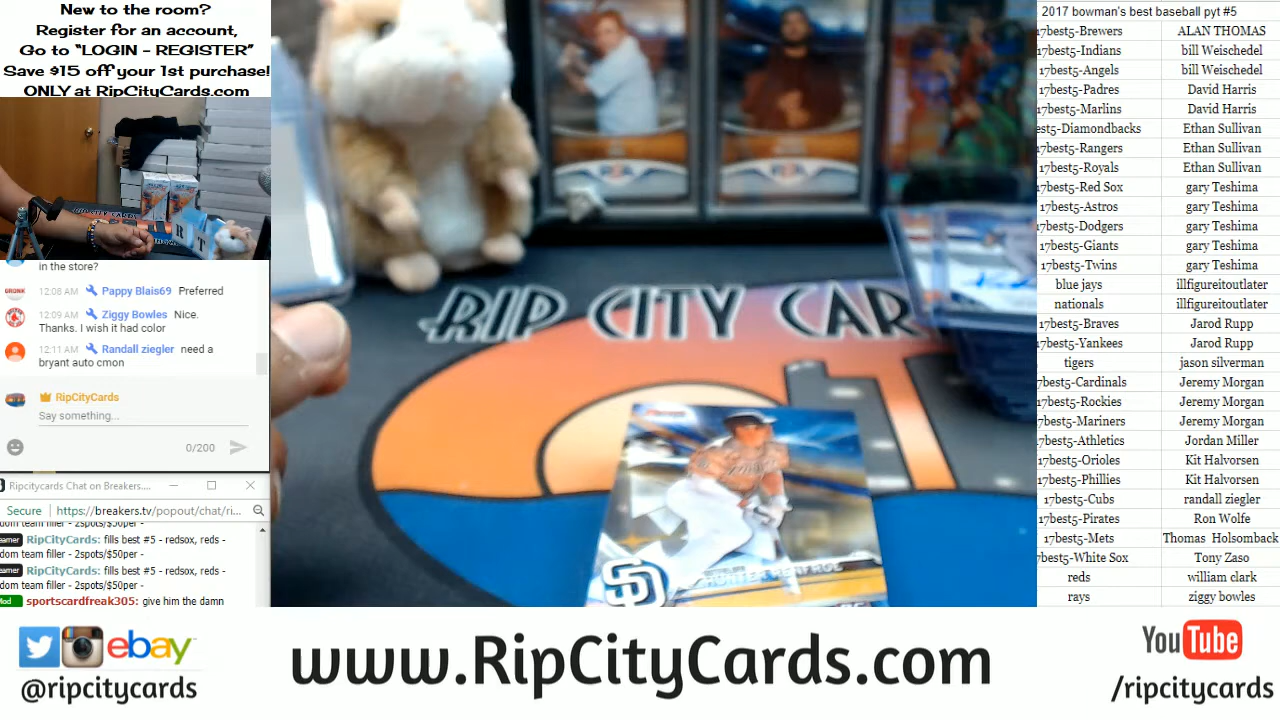 New to the room?
Register for an account,
Go to “LOGIN - REGISTER”
Save $15 off your 1st purchase!
ONLY at RipCityCards.com
in the store?
12:08 AM Pappy Blais69 Preferred
12:09 AM Ziggy Bowles Nice.
Thanks. I wish it had color
12:11 AM Randall ziegler need a
bryant auto cmon
RipCityCards
Say something...
0/200
Ripcitycards Chat on Breakers....
Secure https://breakers.tv/popout/chat/ri...
dom team filler - 2spots/$50per -
eamer RipCityCards: fills best #5 - redsox, reds -
dom team filler - 2spots/$50per -
eamer RipCityCards: fills best #5 - redsox, reds -
dom team filler - 2spots/$50per -
Mod sportscardfreak305: give him the damn
RIP CITY CAR
SD
HUNTER RENFROE
2017 bowman's best baseball pyt #5
17best5-Brewers ALAN THOMAS
17best5-Indians bill Weischedel
17best5-Angels bill Weischedel
17best5-Padres David Harris
17best5-Marlins David Harris
est5-Diamondbacks Ethan Sullivan
17best5-Rangers Ethan Sullivan
17best5-Royals Ethan Sullivan
17best5-Red Sox gary Teshima
17best5-Astros gary Teshima
17best5-Dodgers gary Teshima
17best5-Giants gary Teshima
17best5-Twins gary Teshima
blue jays illfigureitoutlater
nationals illfigureitoutlater
17best5-Braves Jarod Rupp
17best5-Yankees Jarod Rupp
tigers jason silverman
7best5-Cardinals Jeremy Morgan
17best5-Rockies Jeremy Morgan
7best5-Mariners Jeremy Morgan
7best5-Athletics Jordan Miller
17best5-Orioles Kit Halvorsen
17best5-Phillies Kit Halvorsen
17best5-Cubs randall ziegler
17best5-Pirates Ron Wolfe
17best5-Mets Thomas Holsomback
7best5-White Sox Tony Zaso
reds william clark
rays ziggy bowles
ebay
@ripcitycards
www.RipCityCards.com
YouTube
/ripcitycards